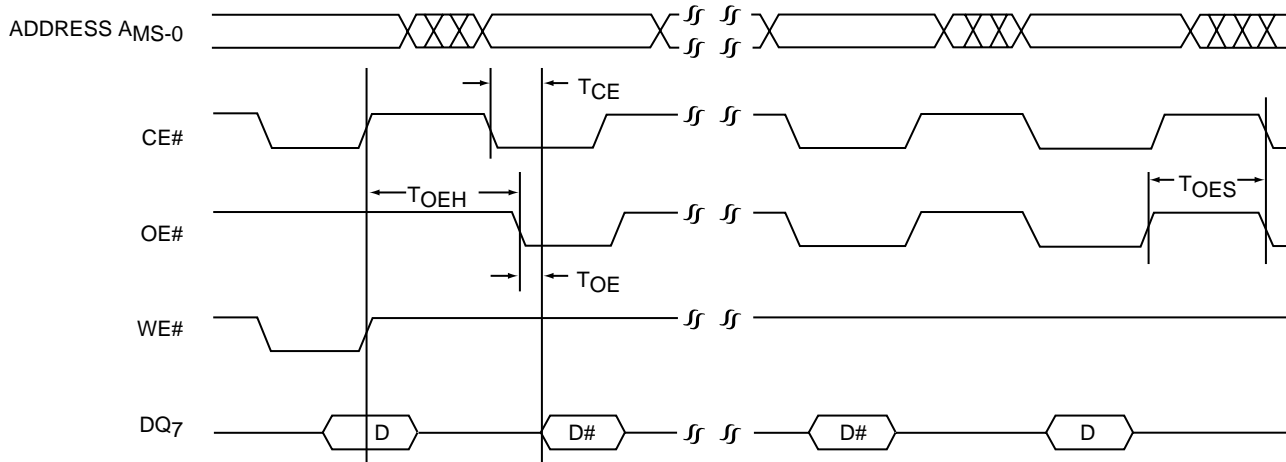 ADDRESS AMS-0
TCE
CE#
TOEH
TOES
OE#
TOE
WE#
DQ7
D
D#
D#
D